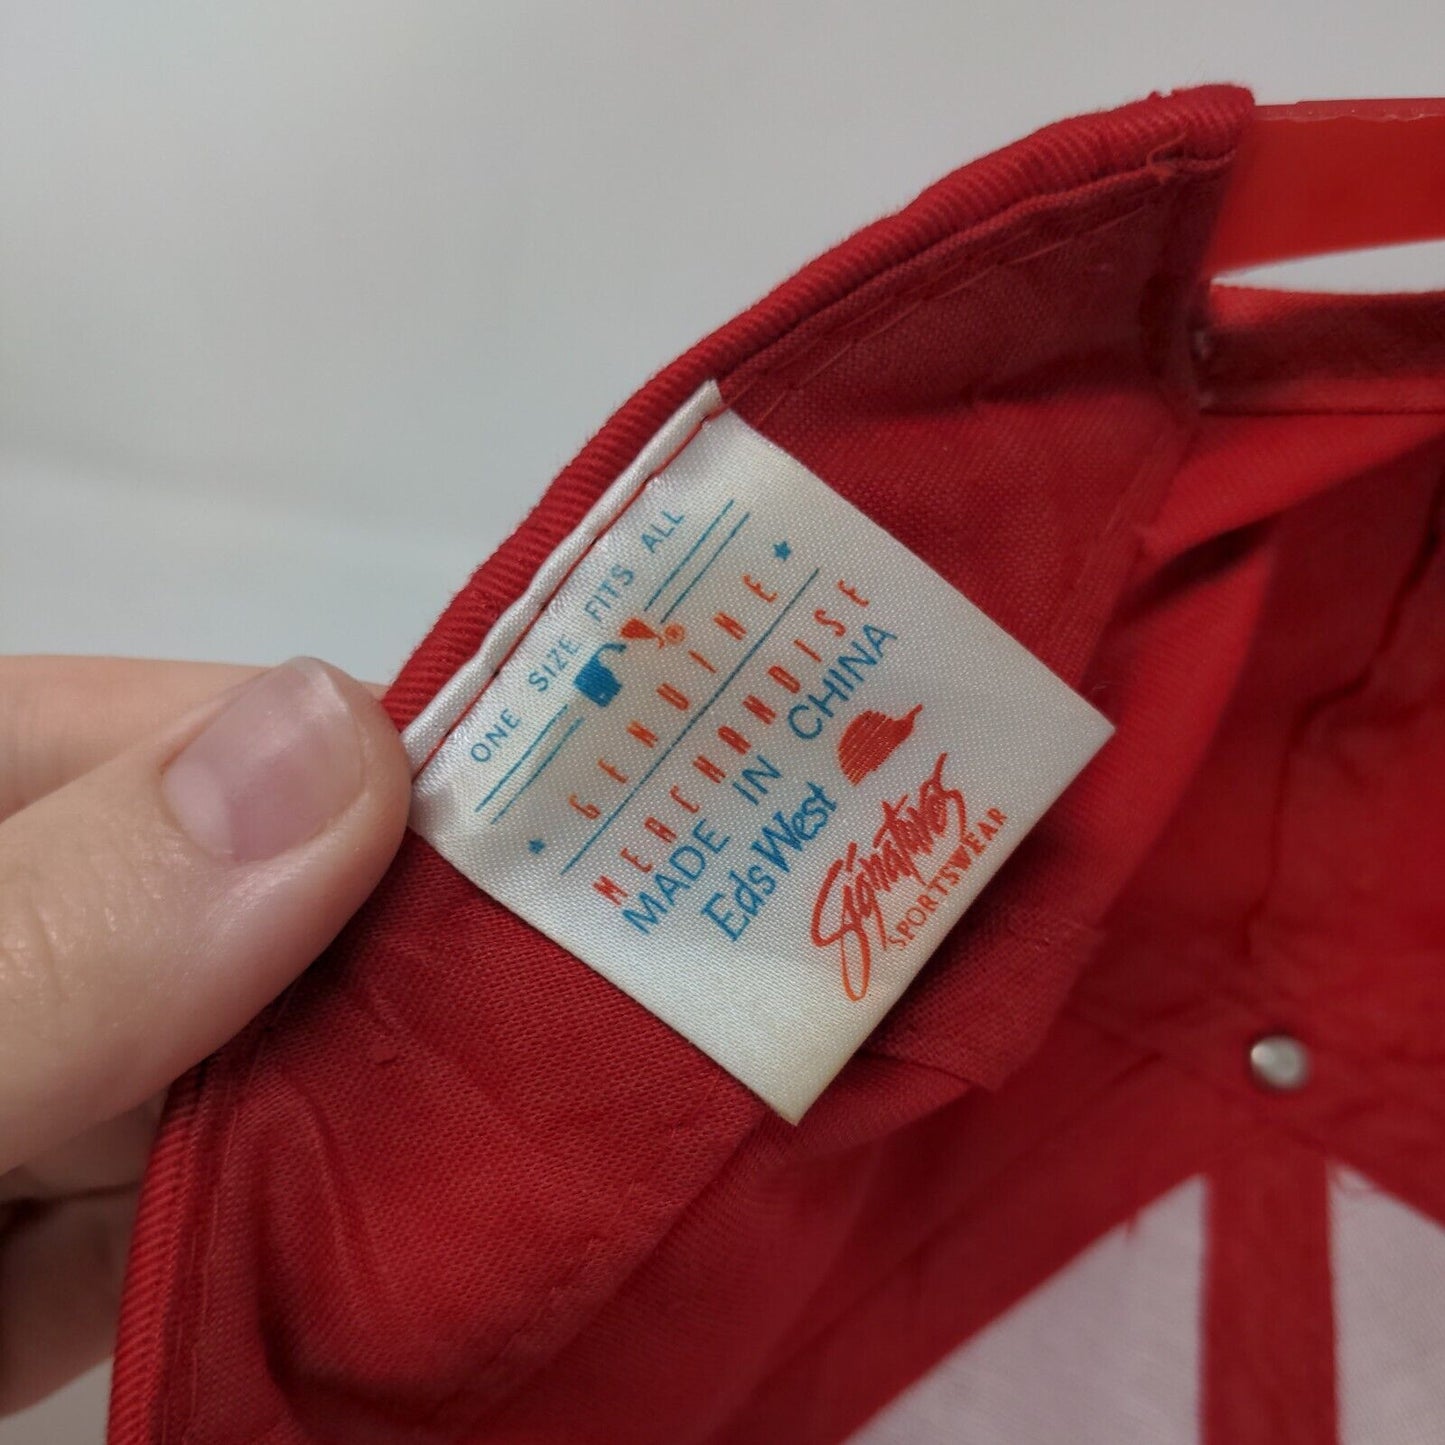 ONE SIZE FITS ALL
®
GENUINE
MERCHANDISE
MADE IN CHINA
Eds West
Signatures
SPORTSWEAR